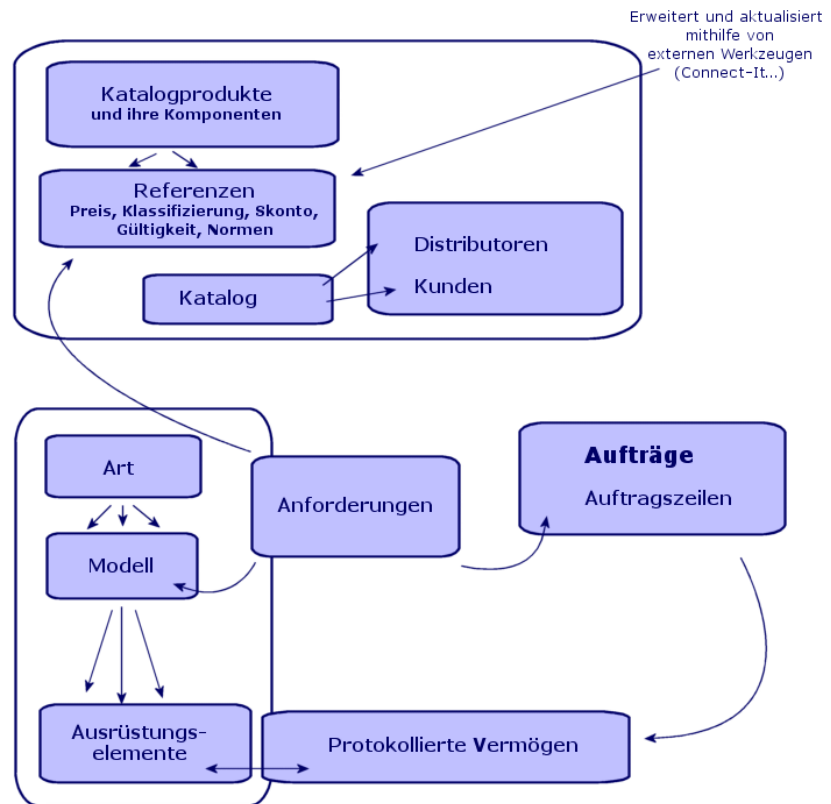 Erweitert und aktualisiert
mithilfe von
externen Werkzeugen
(Connect-It...)
Katalogprodukte
und ihre Komponenten
Referenzen
Preis, Klassifizierung, Skonto,
Gültigkeit, Normen
Distributoren
Kunden
Katalog
Art
Modell
Anforderungen
Aufträge
Auftragszeilen
Ausrüstungs-
elemente
Protokollierte Vermögen